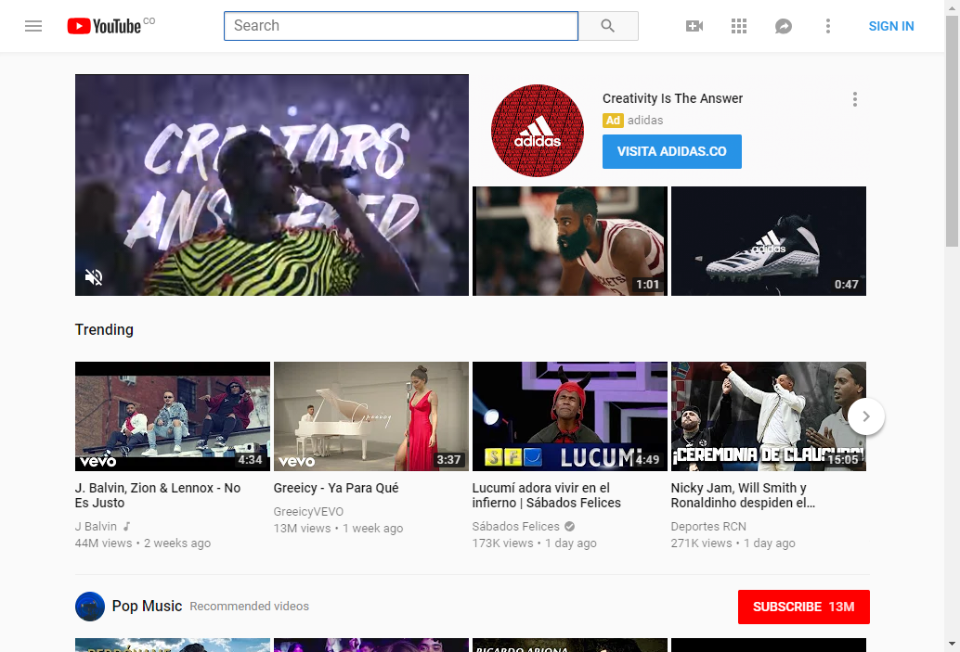 YouTube CO
Search
SIGN IN
CREATORS
ANSWERED
adidas
Creativity Is The Answer
Ad adidas
VISITA ADIDAS.CO
1:01
adidas
0:47
Trending
vevo
4:34
Greeicy
vevo
3:37
SF
LUCUMÍ
4:49
¡CEREMONIA DE CLAUSURA!
15:05
J. Balvin, Zion & Lennox - No
Es Justo
J Balvin
44M views • 2 weeks ago
Greeicy - Ya Para Qué
GreeicyVEVO
13M views • 1 week ago
Lucumí adora vivir en el
infierno | Sábados Felices
Sábados Felices
173K views • 1 day ago
Nicky Jam, Will Smith y
Ronaldinho despiden el...
Deportes RCN
271K views • 1 day ago
Pop Music Recommended videos
SUBSCRIBE 13M